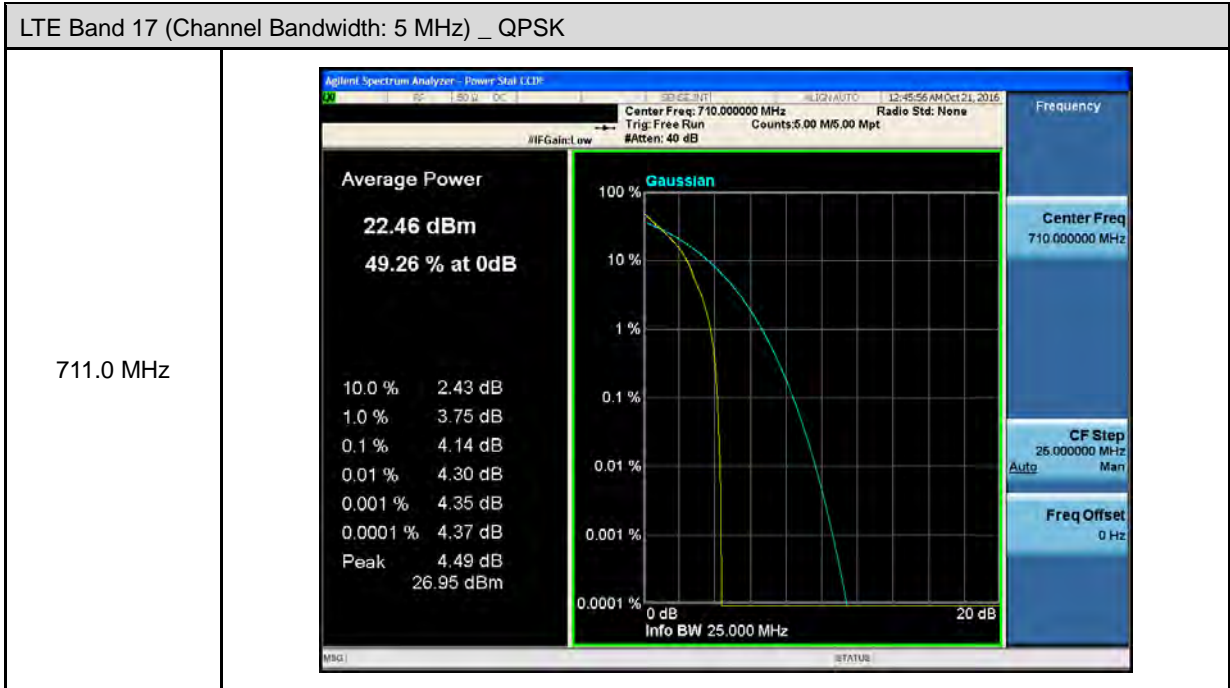 LTE Band 17 (Channel Bandwidth: 5 MHz) _ QPSK
711.0 MHz
Agilent Spectrum Analyzer - Power Stat CCDF
RF 50 Ω DC SENSE:INT ALIGN AUTO 12:45:56 AM Oct 21, 2016
Center Freq: 710.000000 MHz Radio Std: None
Trig: Free Run Counts:5.00 M/5.00 Mpt
#IFGain:Low #Atten: 40 dB
Frequency
Average Power
22.46 dBm
49.26 % at 0dB
10.0 % 2.43 dB
1.0 % 3.75 dB
0.1 % 4.14 dB
0.01 % 4.30 dB
0.001 % 4.35 dB
0.0001 % 4.37 dB
Peak 4.49 dB
26.95 dBm
Gaussian
100 %
10 %
1 %
0.1 %
0.01 %
0.001 %
0.0001 %
0 dB 20 dB
Info BW 25.000 MHz
Center Freq
710.000000 MHz
CF Step
25.000000 MHz
Auto Man
Freq Offset
0 Hz
MSG STATUS